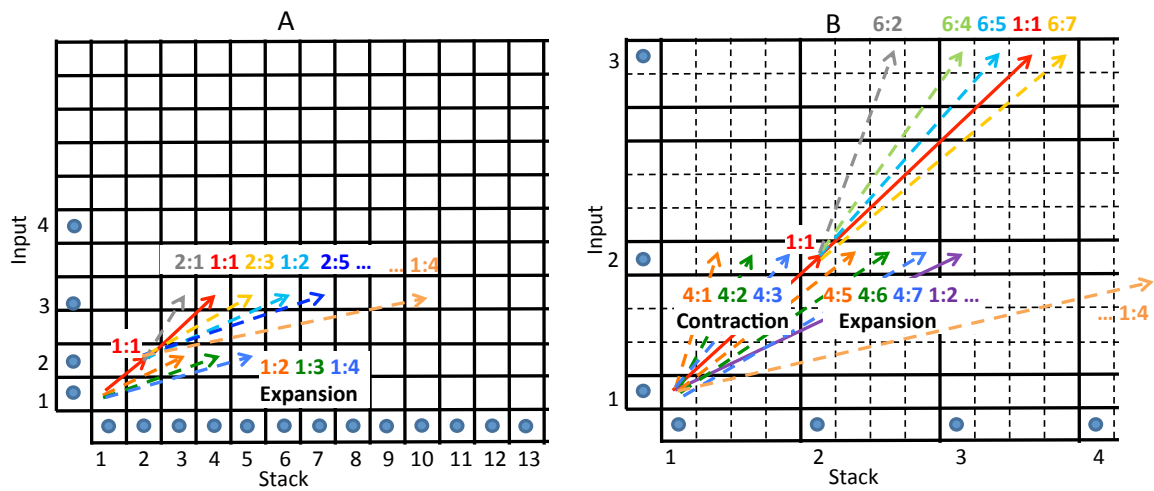 A
Input
4
3
2
1
2:1 1:1 2:3 1:2 2:5 ... ... 1:4
1:1
1:2 1:3 1:4
Expansion
1 2 3 4 5 6 7 8 9 10 11 12 13
Stack
B
6:2 6:4 6:5 1:1 6:7
Input
3
2
1
1:1
4:1 4:2 4:3 4:5 4:6 4:7 1:2 ...
... 1:4
Contraction Expansion
1 2 3 4
Stack